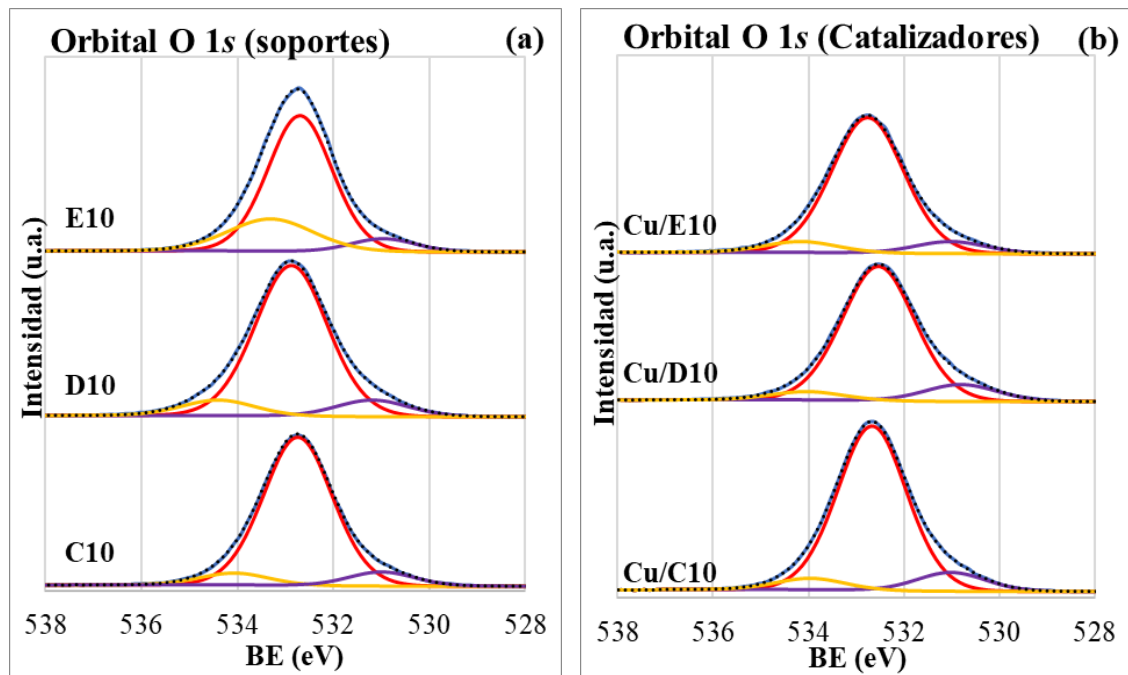 Orbital O 1s (soportes) (a)
Intensidad (u.a.)
E10
D10
C10
538 536 534 532 530 528
BE (eV)
Orbital O 1s (Catalizadores) (b)
Intensidad (u.a.)
Cu/E10
Cu/D10
Cu/C10
538 536 534 532 530 528
BE (eV)